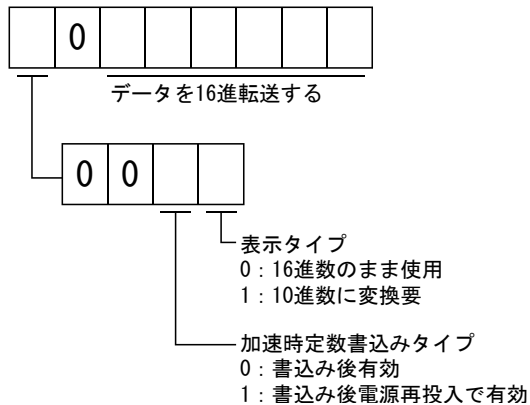 0
データを16進転送する
0 0
表示タイプ
0：16進数のまま使用
1：10進数に変換要
加速時定数書込みタイプ
0：書込み後有効
1：書込み後電源再投入で有効